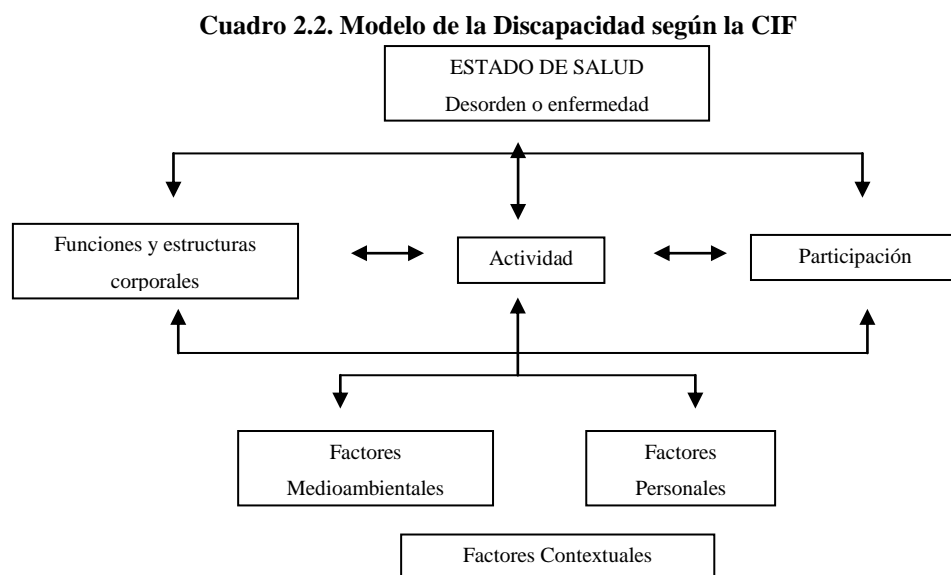 Cuadro 2.2. Modelo de la Discapacidad según la CIF
ESTADO DE SALUD
Desorden o enfermedad
Funciones y estructuras
corporales
Actividad
Participación
Factores
Medioambientales
Factores
Personales
Factores Contextuales